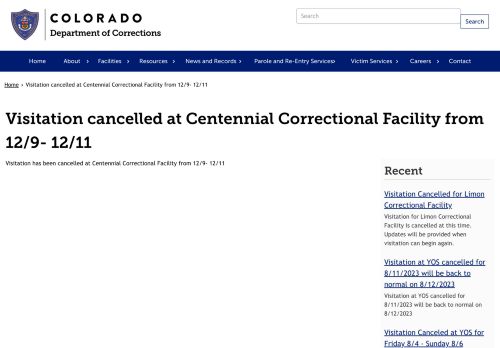 COLORADO
Department of Corrections
Search
Search
Home About › Facilities › Resources › News and Records › Parole and Re-Entry Services › Victim Services › Careers › Contact
Home › Visitation cancelled at Centennial Correctional Facility from 12/9- 12/11
Visitation cancelled at Centennial Correctional Facility from
12/9- 12/11
Visitation has been cancelled at Centennial Correctional Facility from 12/9- 12/11
Recent
Visitation Cancelled for Limon
Correctional Facility
Visitation for Limon Correctional
Facility is cancelled at this time.
Updates will be provided when
visitation can begin again.
Visitation at YOS cancelled for
8/11/2023 will be back to
normal on 8/12/2023
Visitation at YOS cancelled for
8/11/2023 will be back to normal on
8/12/2023
Visitation Canceled at YOS for
Friday 8/4 - Sunday 8/6